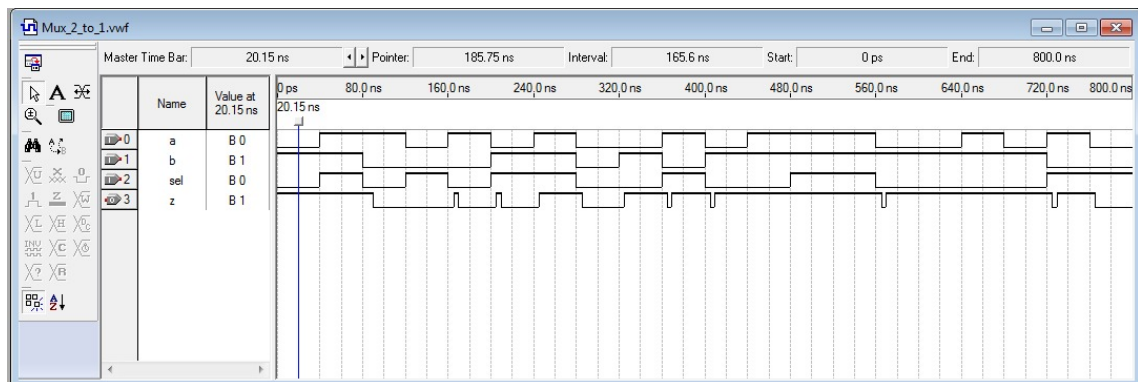 Mux_2_to_1.vwf
Master Time Bar: 20.15 ns Pointer: 185.75 ns Interval: 165.6 ns Start: 0 ps End: 800.0 ns
Name Value at 20.15 ns
0 ps 80.0 ns 160.0 ns 240.0 ns 320.0 ns 400.0 ns 480.0 ns 560.0 ns 640.0 ns 720.0 ns 800.0 ns
20.15 ns
0 a B 0
1 b B 1
2 sel B 0
3 z B 1